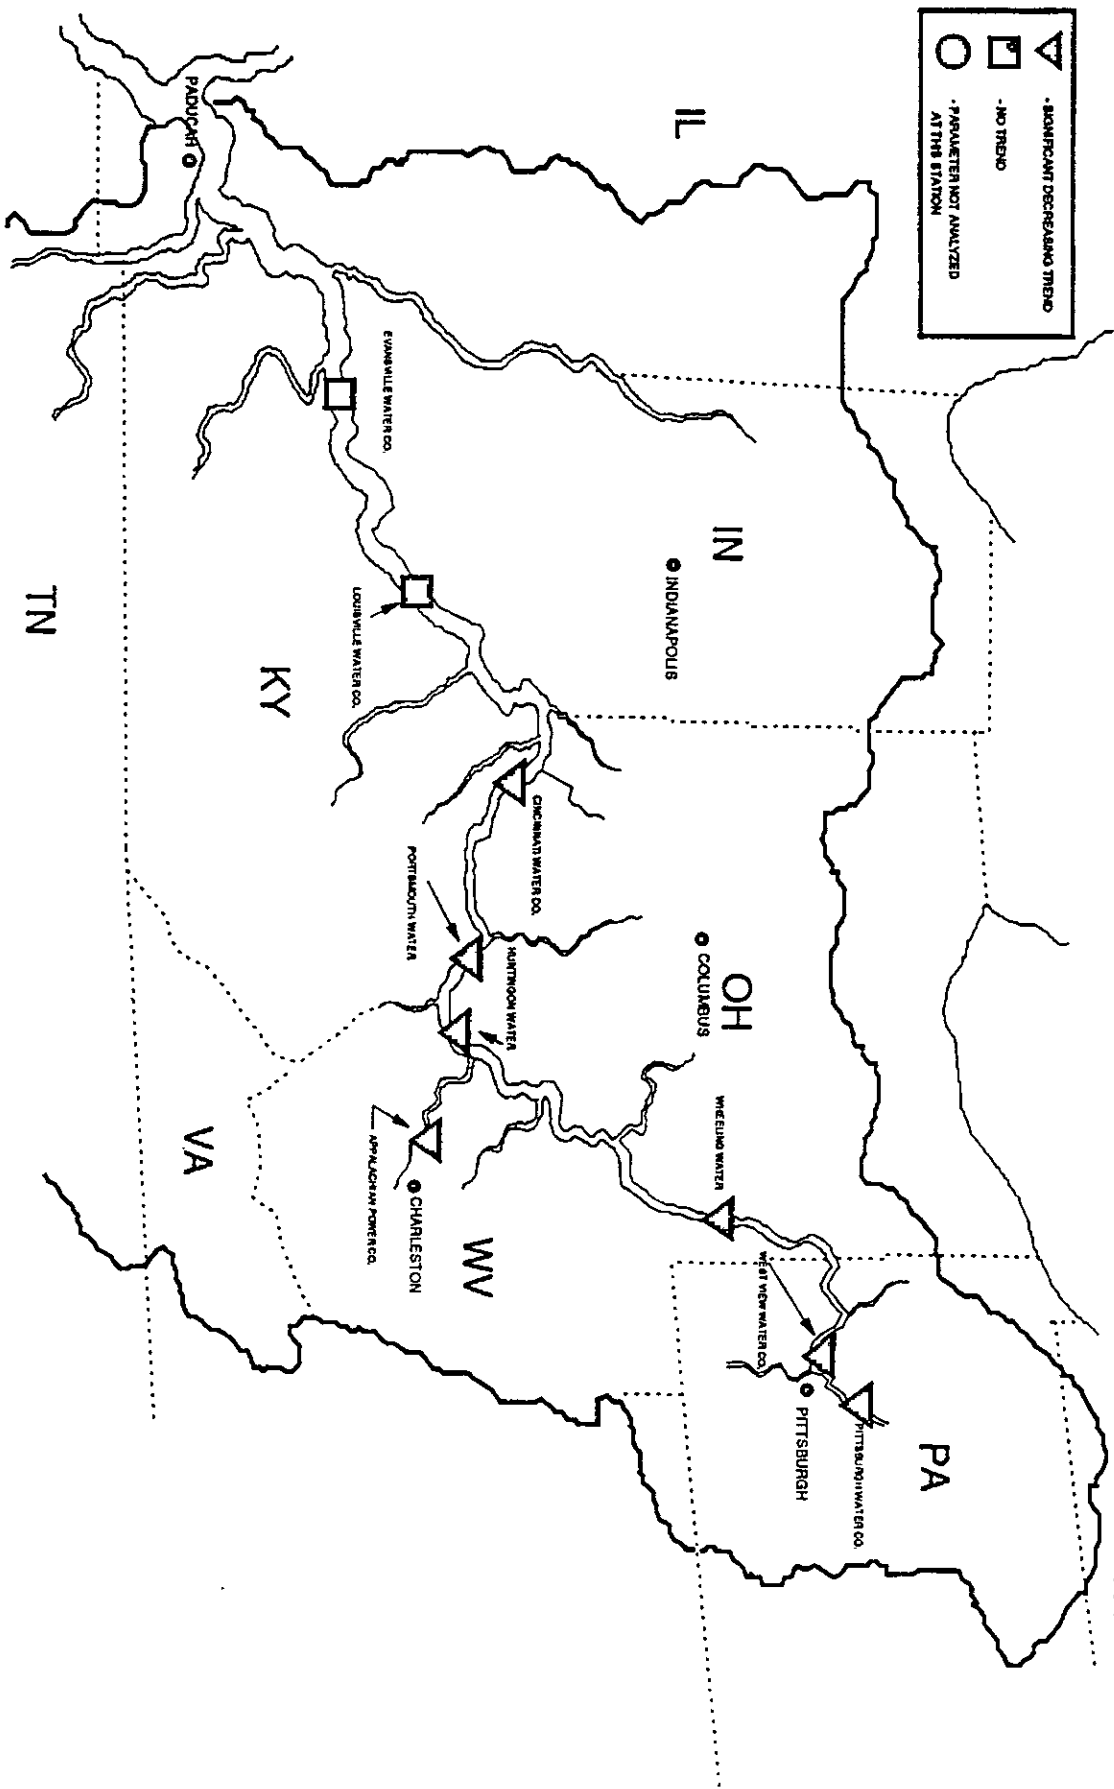 - SIGNIFICANT DECREASING TREND
- NO TREND
- PARAMETER NOT ANALYZED
AT THIS STATION
IL
IN
OH
PA
INDIANAPOLIS
COLUMBUS
PITTSBURGH WATER CO.
PITTSBURGH
WEST VIEW WATER CO.
WHEELING WATER
CINCINNATI WATER CO.
HUNTINGON WATER
WV
CHARLESTON
PORTSMOUTH WATER
APPALACHIAN POWER CO.
EVANSVILLE WATER CO.
LOUISVILLE WATER CO.
KY
PADUCAH
VA
TN